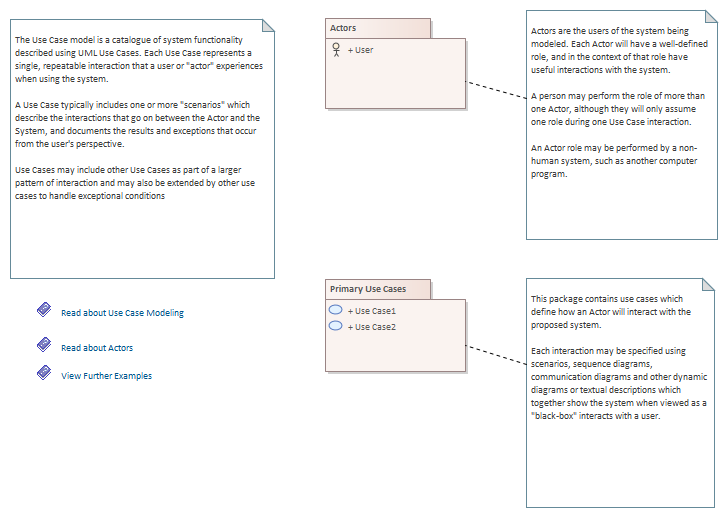 The Use Case model is a catalogue of system functionality
described using UML Use Cases. Each Use Case represents a
single, repeatable interaction that a user or "actor" experiences
when using the system.
A Use Case typically includes one or more "scenarios" which
describe the interactions that go on between the Actor and the
System, and documents the results and exceptions that occur
from the user's perspective.
Use Cases may include other Use Cases as part of a larger
pattern of interaction and may also be extended by other use
cases to handle exceptional conditions
Read about Use Case Modeling
Read about Actors
View Further Examples
Actors
+ User
Actors are the users of the system being
modeled. Each Actor will have a well-defined
role, and in the context of that role have
useful interactions with the system.
A person may perform the role of more than
one Actor, although they will only assume
one role during one Use Case interaction.
An Actor role may be performed by a non-
human system, such as another computer
program.
Primary Use Cases
+ Use Case1
+ Use Case2
This package contains use cases which
define how an Actor will interact with the
proposed system.
Each interaction may be specified using
scenarios, sequence diagrams,
communication diagrams and other dynamic
diagrams or textual descriptions which
together show the system when viewed as a
"black-box" interacts with a user.